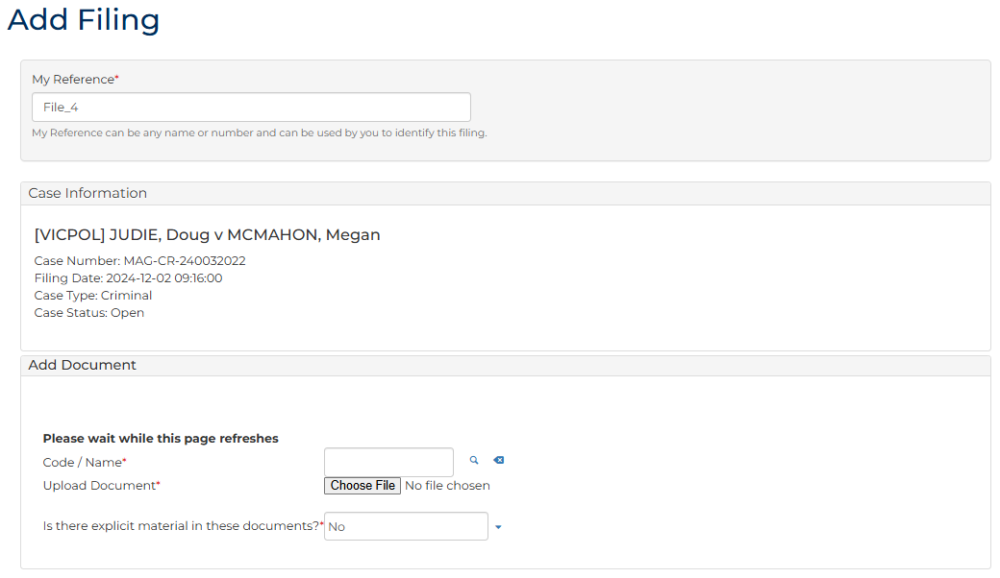 Add Filing
My Reference*
File_4
My Reference can be any name or number and can be used by you to identify this filing.
Case Information
[VICPOL] JUDIE, Doug v MCMAHON, Megan
Case Number: MAG-CR-240032022
Filing Date: 2024-12-02 09:16:00
Case Type: Criminal
Case Status: Open
Add Document
Please wait while this page refreshes
Code / Name*
Upload Document* Choose File No file chosen
Is there explicit material in these documents?* No